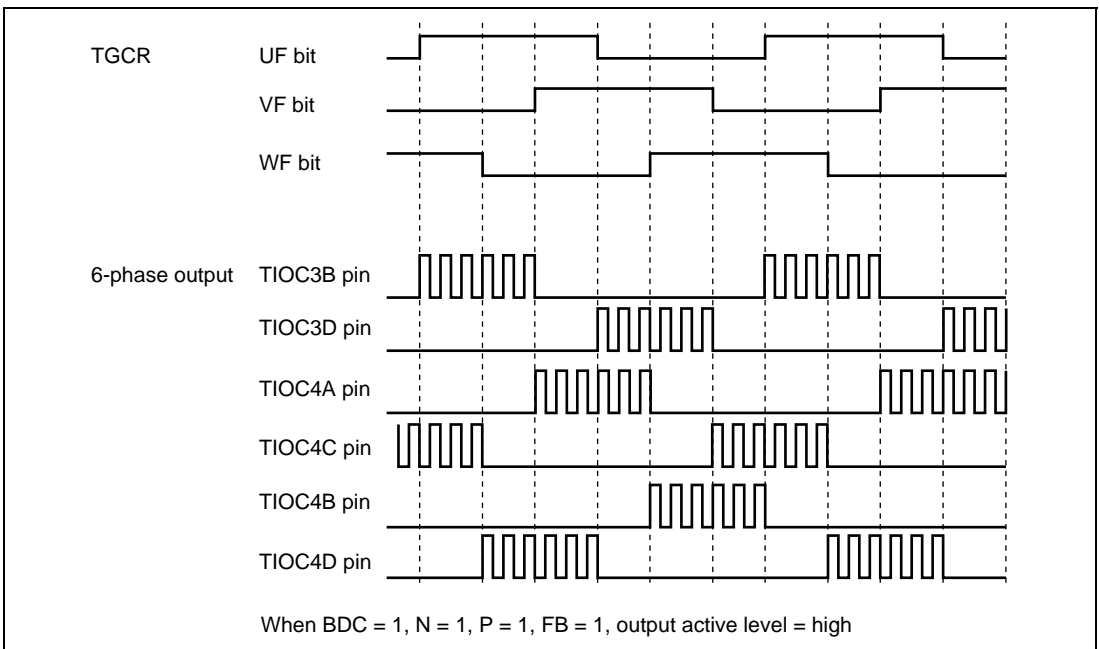 TGCR UF bit
VF bit
WF bit
6-phase output TIOC3B pin
TIOC3D pin
TIOC4A pin
TIOC4C pin
TIOC4B pin
TIOC4D pin
When BDC = 1, N = 1, P = 1, FB = 1, output active level = high